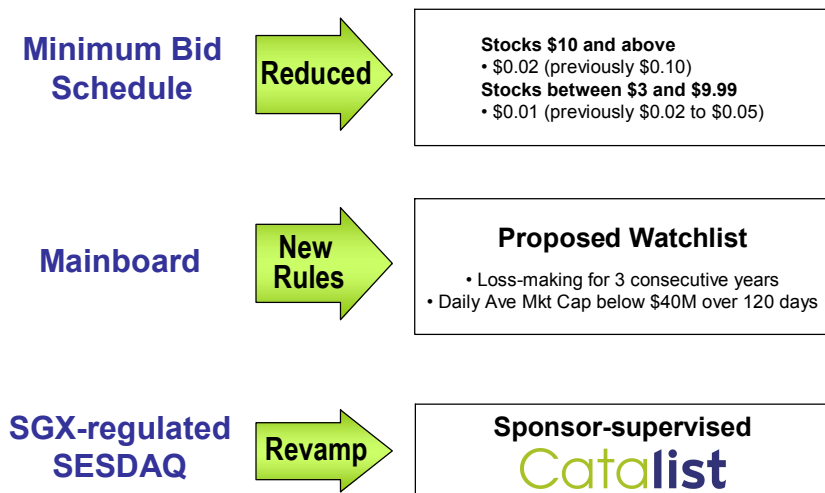 Minimum Bid
Schedule
Reduced
Stocks $10 and above
• $0.02 (previously $0.10)
Stocks between $3 and $9.99
• $0.01 (previously $0.02 to $0.05)
Mainboard
New
Rules
Proposed Watchlist
• Loss-making for 3 consecutive years
• Daily Ave Mkt Cap below $40M over 120 days
SGX-regulated
SESDAQ
Revamp
Sponsor-supervised
Catalist